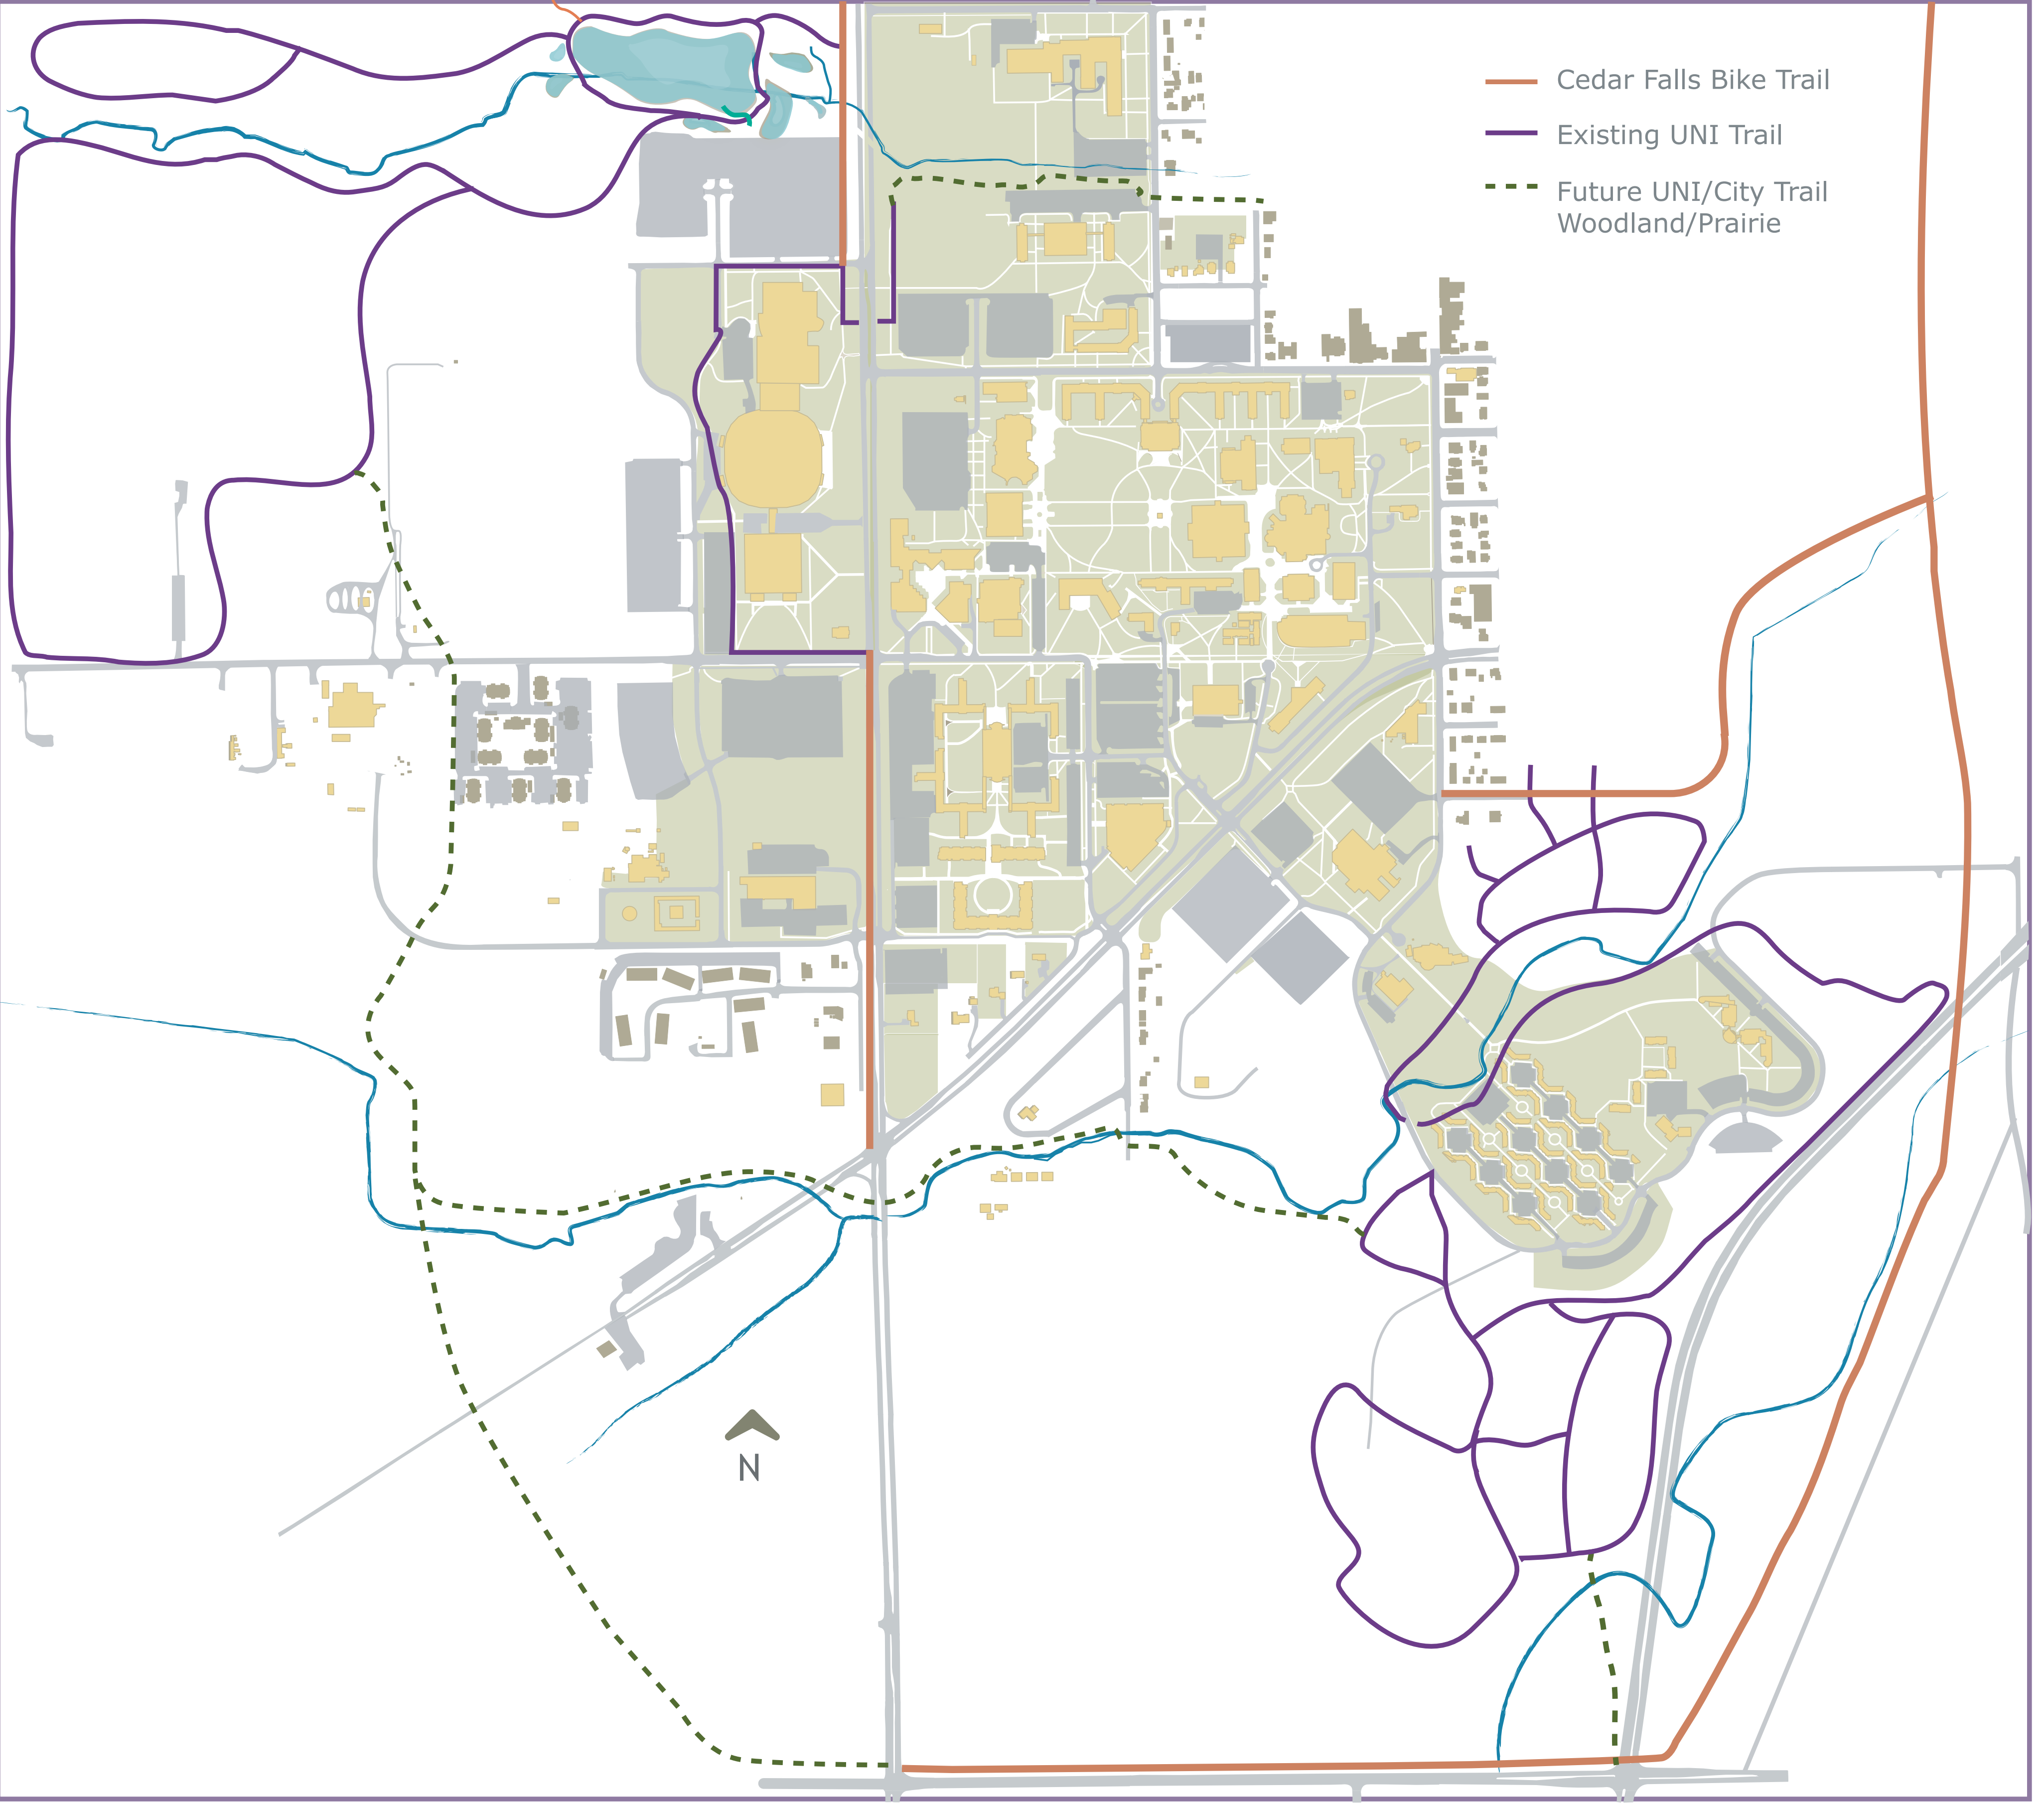 Cedar Falls Bike Trail
Existing UNI Trail
Future UNI/City Trail
Woodland/Prairie
N